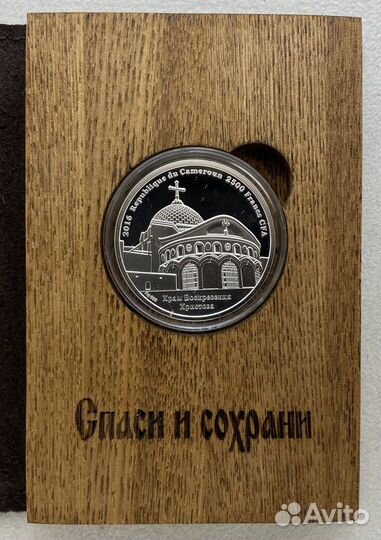 2016 Republique du Cameroun 2500 Francs CFA
Храм Воскресения
Христова
Спаси и сохрани
Avito